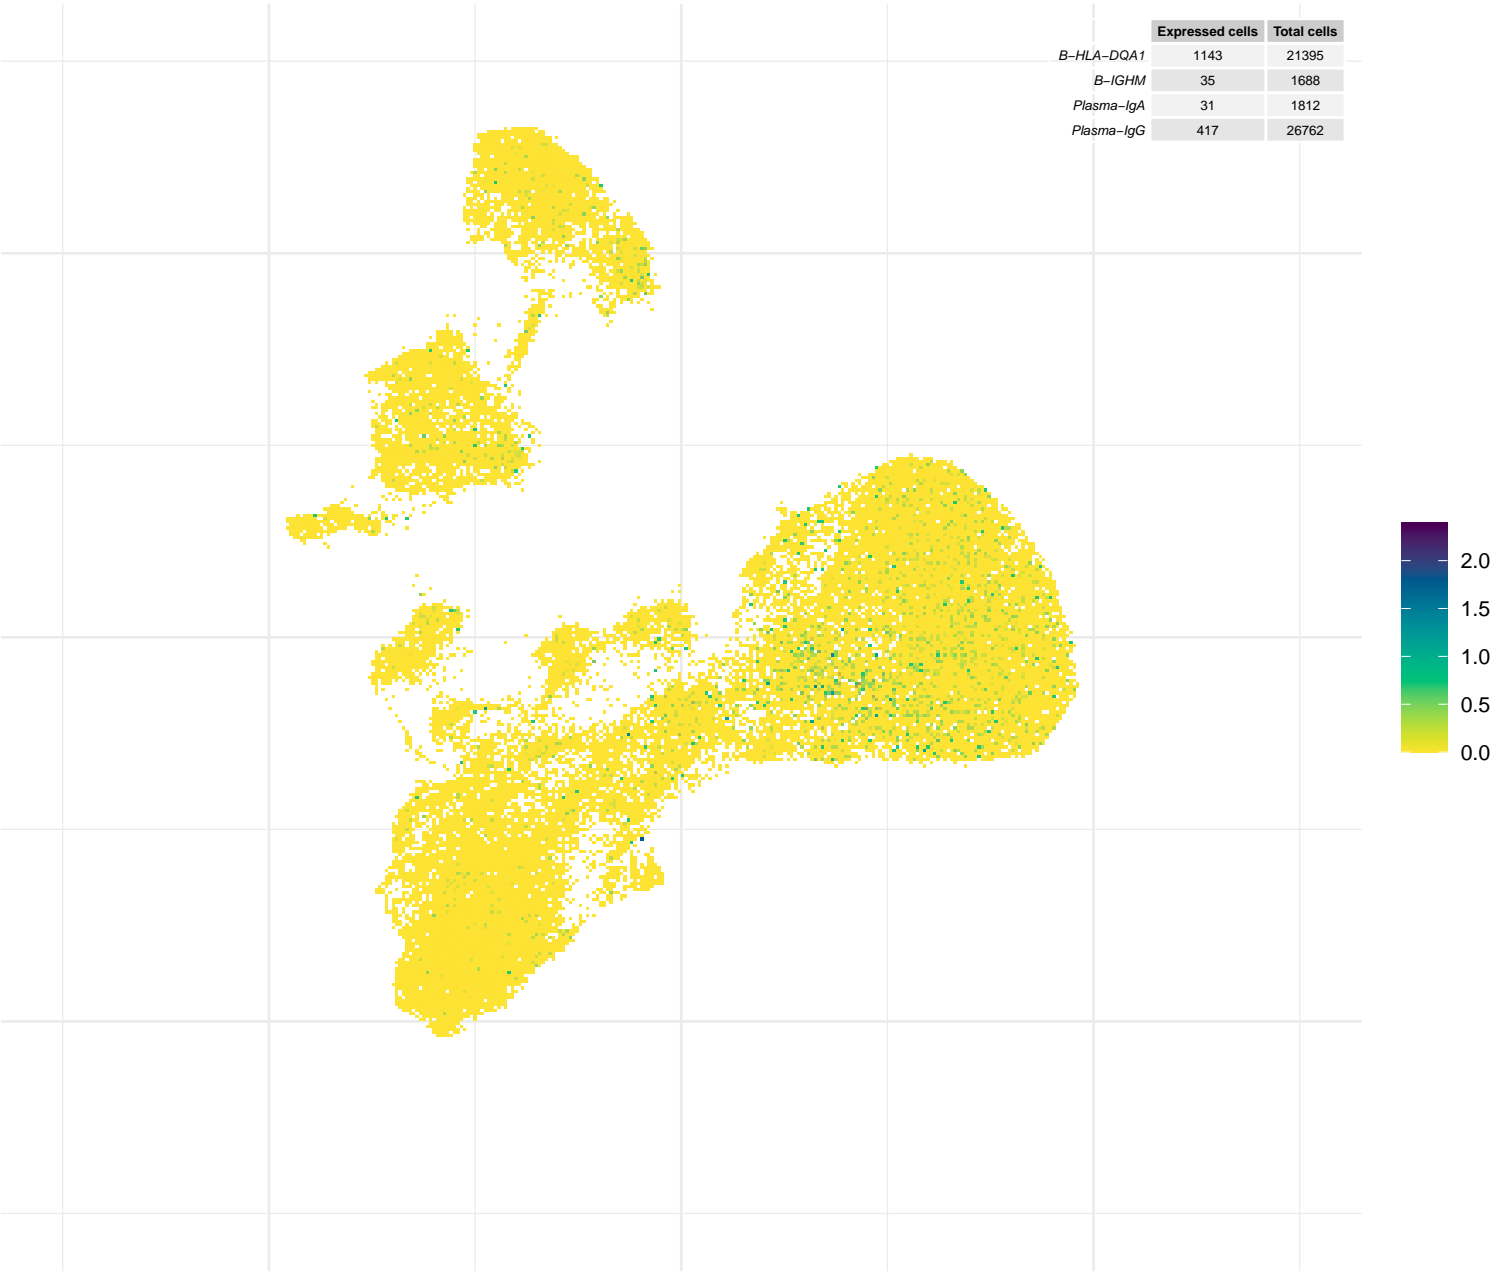 Expressed cells Total cells
B−HLA−DQA1 1143 21395
B−IGHM 35 1688
Plasma−IgA 31 1812
Plasma−IgG 417 26762
2.0
1.5
1.0
0.5
0.0